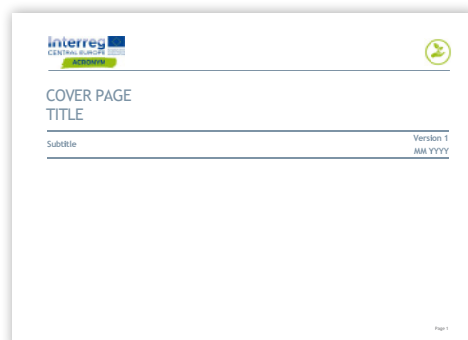 Interreg
CENTRAL EUROPE
ACRONYM
COVER PAGE
TITLE
Subtitle
Version 1
MM YYYY
Page 1